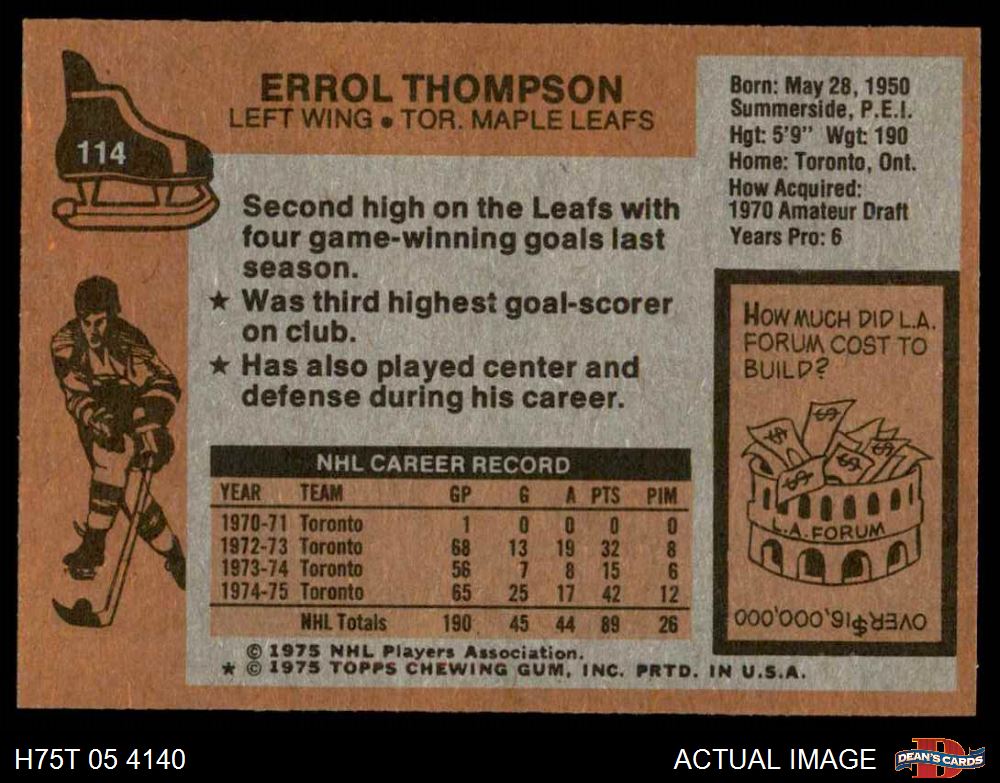 ERROL THOMPSON
LEFT WING • TOR. MAPLE LEAFS
114
Born: May 28, 1950
Summerside, P.E.I.
Hgt: 5'9" Wgt: 190
Home: Toronto, Ont.
How Acquired:
1970 Amateur Draft
Years Pro: 6
Second high on the Leafs with
four game-winning goals last
season.
★ Was third highest goal-scorer
on club.
★ Has also played center and
defense during his career.
HOW MUCH DID L.A.
FORUM COST TO
BUILD?
$ $ $ $ $
L.A. FORUM
OVER $16,000,000
NHL CAREER RECORD
YEAR TEAM GP G A PTS PIM
1970-71 Toronto 1 0 0 0 0
1972-73 Toronto 68 13 19 32 8
1973-74 Toronto 56 7 8 15 6
1974-75 Toronto 65 25 17 42 12
NHL Totals 190 45 44 89 26
© 1975 NHL Players Association.
★ © 1975 TOPPS CHEWING GUM, INC. PRTD. IN U.S.A.
H75T 05 4140
ACTUAL IMAGE
D
DEAN'S CARDS